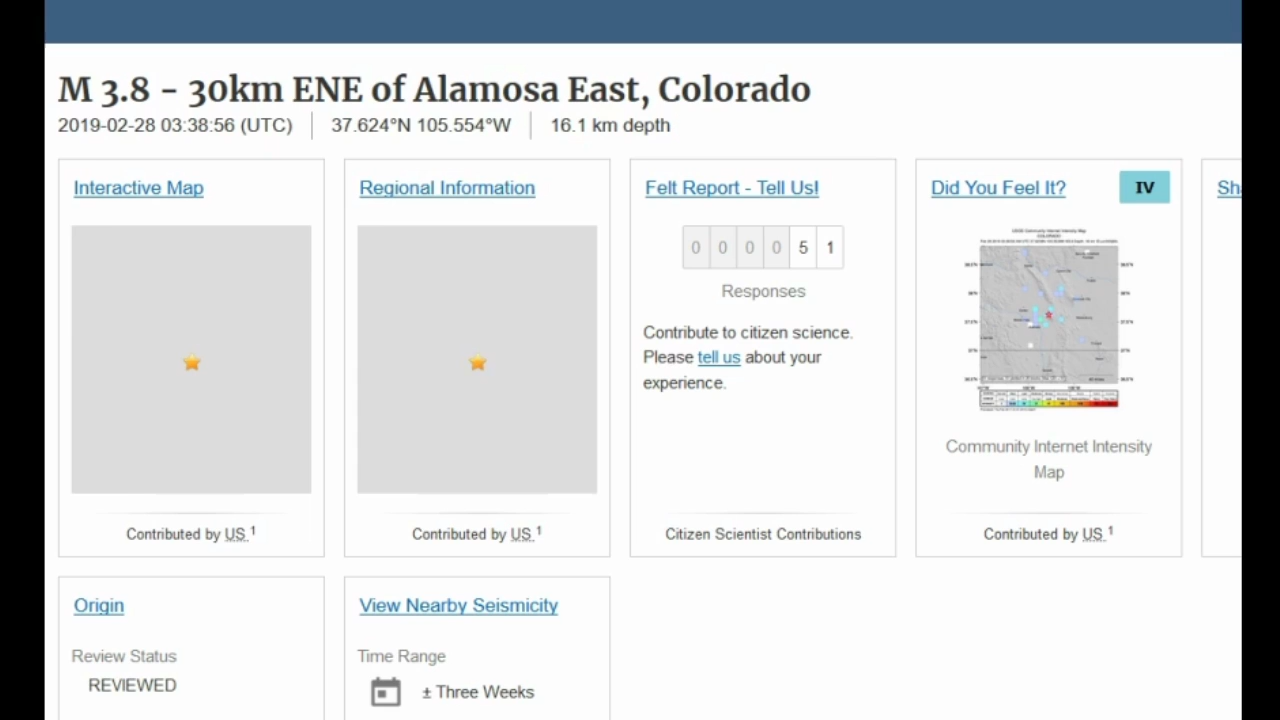 M 3.8 - 30km ENE of Alamosa East, Colorado
2019-02-28 03:38:56 (UTC)
37.624°N 105.554°W
16.1 km depth
Interactive Map
Contributed by US 1
Regional Information
Contributed by US 1
Felt Report - Tell Us!
0 0 0 0 5 1
Responses
Contribute to citizen science.
Please tell us about your
experience.
Citizen Scientist Contributions
Did You Feel It?
IV
Community Internet Intensity
Map
Contributed by US 1
Sh
Origin
Review Status
REVIEWED
View Nearby Seismicity
Time Range
± Three Weeks